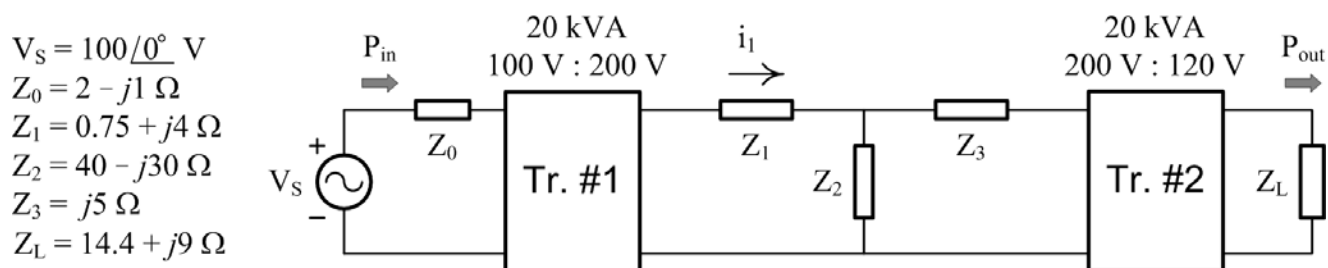 V_S = 100/0° V
Z_0 = 2 – j1 Ω
Z_1 = 0.75 + j4 Ω
Z_2 = 40 – j30 Ω
Z_3 = j5 Ω
Z_L = 14.4 + j9 Ω
P_in
20 kVA
100 V : 200 V
i_1
20 kVA
200 V : 120 V
P_out
Z_0
Z_1
Z_3
+
V_S
–
Tr. #1
Z_2
Tr. #2
Z_L